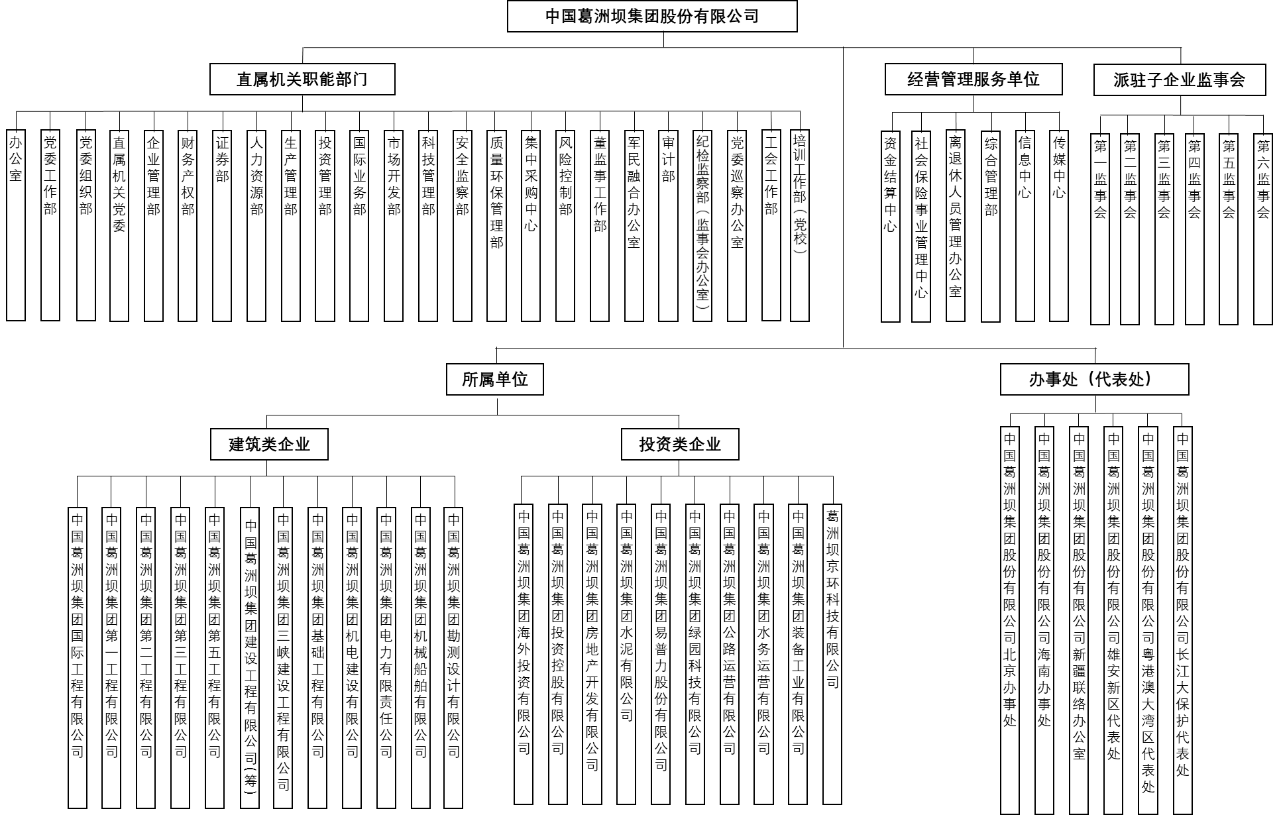 中国葛洲坝集团股份有限公司
直属机关职能部门
经营管理服务单位
派驻子企业监事会
办公室
党委工作部
党委组织部
直属机关党委
企业管理部
财务产权部
证券部
人力资源部
生产管理部
投资管理部
国际业务部
市场开发部
科技管理部
安全监察部
质量环保管理部
集中采购中心
风险控制部
董监事工作部
军民融合办公室
审计部
纪检监察部（监事会办公室）
党委巡察办公室
工会工作部
培训工作部（党校）
资金结算中心
社会保险事业管理中心
离退休人员管理办公室
综合管理部
信息中心
传媒中心
第一监事会
第二监事会
第三监事会
第四监事会
第五监事会
第六监事会
所属单位
办事处（代表处）
建筑类企业
投资类企业
中国葛洲坝集团国际工程有限公司
中国葛洲坝集团第一工程有限公司
中国葛洲坝集团第二工程有限公司
中国葛洲坝集团第三工程有限公司
中国葛洲坝集团第五工程有限公司
中国葛洲坝集团建设工程有限公司（筹）
中国葛洲坝集团三峡建设工程有限公司
中国葛洲坝集团基础工程有限公司
中国葛洲坝集团机电建设有限公司
中国葛洲坝集团电力有限责任公司
中国葛洲坝集团机械船舶有限公司
中国葛洲坝集团勘测设计有限公司
中国葛洲坝集团海外投资有限公司
中国葛洲坝集团投资控股有限公司
中国葛洲坝集团房地产开发有限公司
中国葛洲坝集团水泥有限公司
中国葛洲坝集团易普力股份有限公司
中国葛洲坝集团绿园科技有限公司
中国葛洲坝集团公路运营有限公司
中国葛洲坝集团水务运营有限公司
中国葛洲坝集团装备工业有限公司
葛洲坝京环科技有限公司
中国葛洲坝集团股份有限公司北京办事处
中国葛洲坝集团股份有限公司海南办事处
中国葛洲坝集团股份有限公司新疆联络办公室
中国葛洲坝集团股份有限公司雄安新区代表处
中国葛洲坝集团股份有限公司粤港澳大湾区代表处
中国葛洲坝集团股份有限公司长江大保护代表处